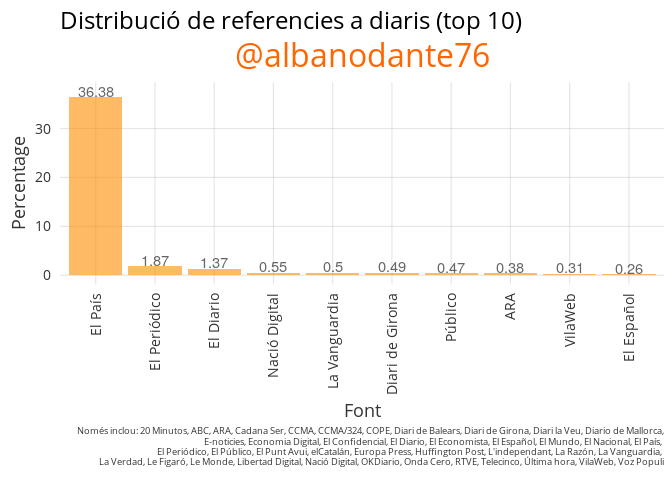 Distribució de referencies a diaris (top 10)
@albanodante76
Percentage
30
20
10
0
36.38
1.87
1.37
0.55
0.5
0.49
0.47
0.38
0.31
0.26
El País
El Periódico
El Diario
Nació Digital
La Vanguardia
Diari de Girona
Público
ARA
VilaWeb
El Español
Font
Només inclou: 20 Minutos, ABC, ARA, Cadana Ser, CCMA, CCMA/324, COPE, Diari de Balears, Diari de Girona, Diari la Veu, Diario de Mallorca,
E-noticies, Economia Digital, El Confidencial, El Diario, El Economista, El Español, El Mundo, El Nacional, El País,
El Periódico, El Público, El Punt Avui, elCatalán, Europa Press, Huffington Post, L'independant, La Razón, La Vanguardia,
La Verdad, Le Figaró, Le Monde, Libertad Digital, Nació Digital, OKDiario, Onda Cero, RTVE, Telecinco, Última hora, VilaWeb, Voz Populi